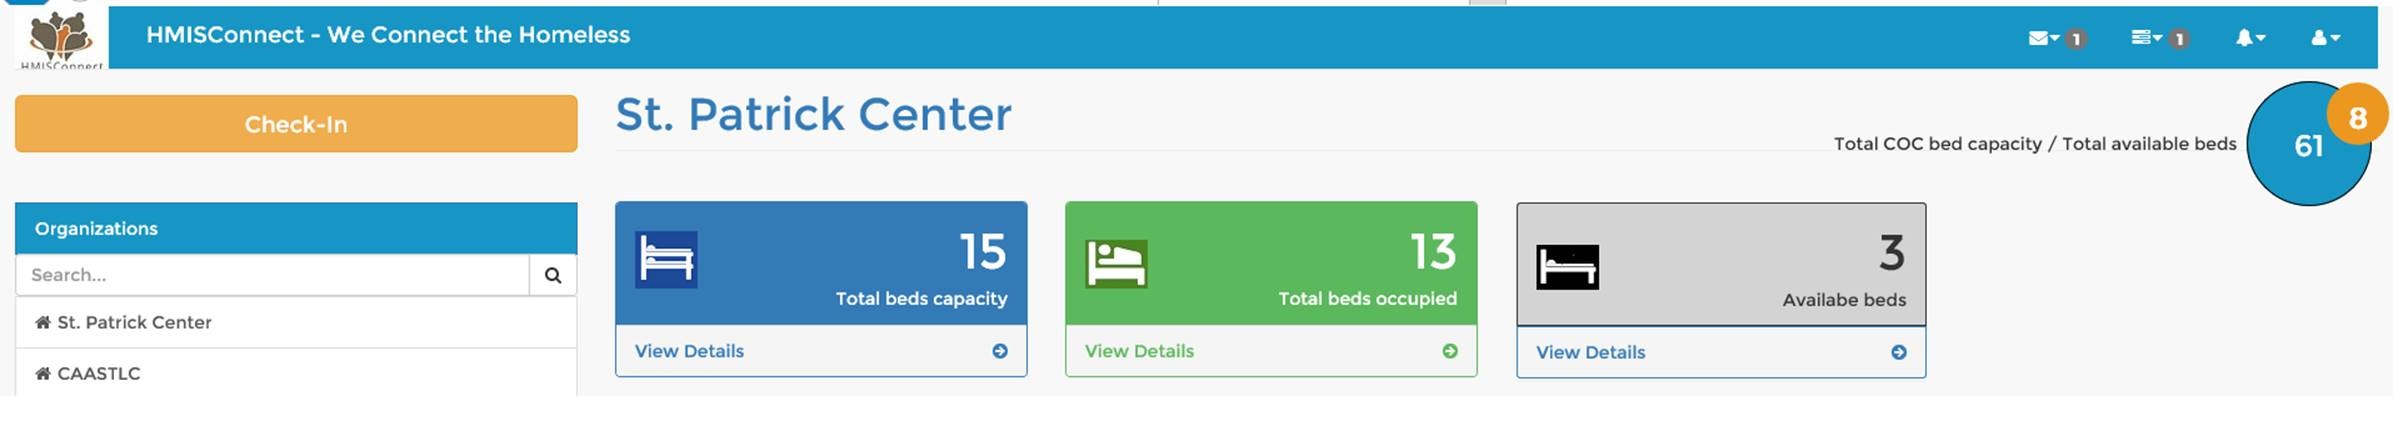 HMISConnect - We Connect the Homeless
1
1
HMISConnect
Check-In
St. Patrick Center
Total COC bed capacity / Total available beds
61
8
Organizations
Search...
St. Patrick Center
CAASTLC
15
Total beds capacity
View Details
13
Total beds occupied
View Details
3
Availabe beds
View Details